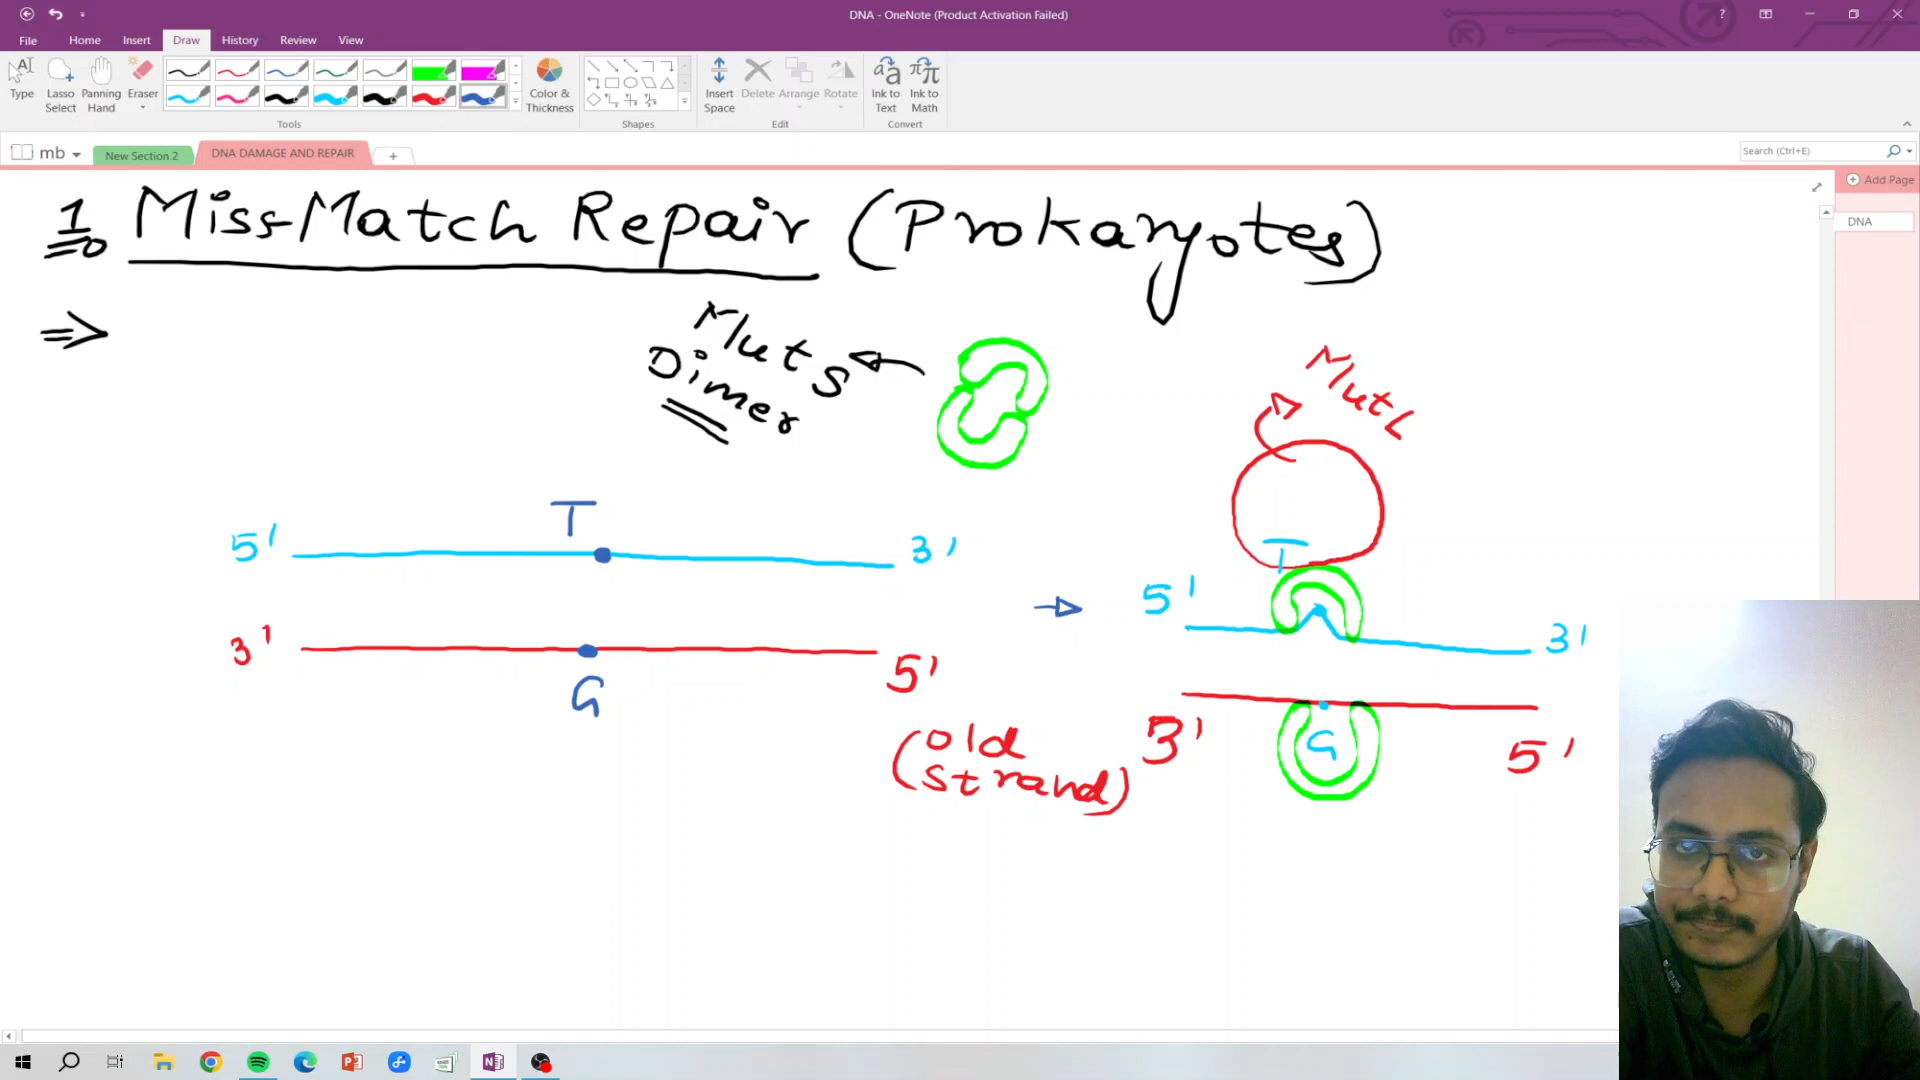 DNA - OneNote (Product Activation Failed)
?
File Home Insert Draw History Review View
Type
Lasso Select
Panning Hand
Eraser
Color & Thickness
Insert Space
Delete
Arrange
Rotate
Ink to Text
Ink to Math
Tools
Shapes
Edit
Convert
mb
New Section 2
DNA DAMAGE AND REPAIR
+
Search (Ctrl+E)
Add Page
DNA
1. Miss-Match Repair (Prokaryotes)
⇒
MutS
Dimer
MutL
T
5' 3'
3' 5'
G
(old
strand)
T
5' 3'
3' 5'
G